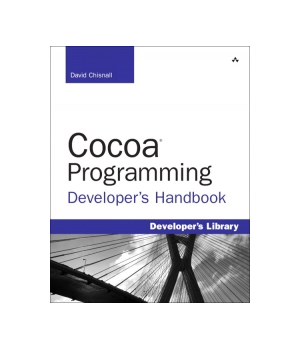 David Chisnall
Cocoa®
Programming
Developer's Handbook
Developer's Library